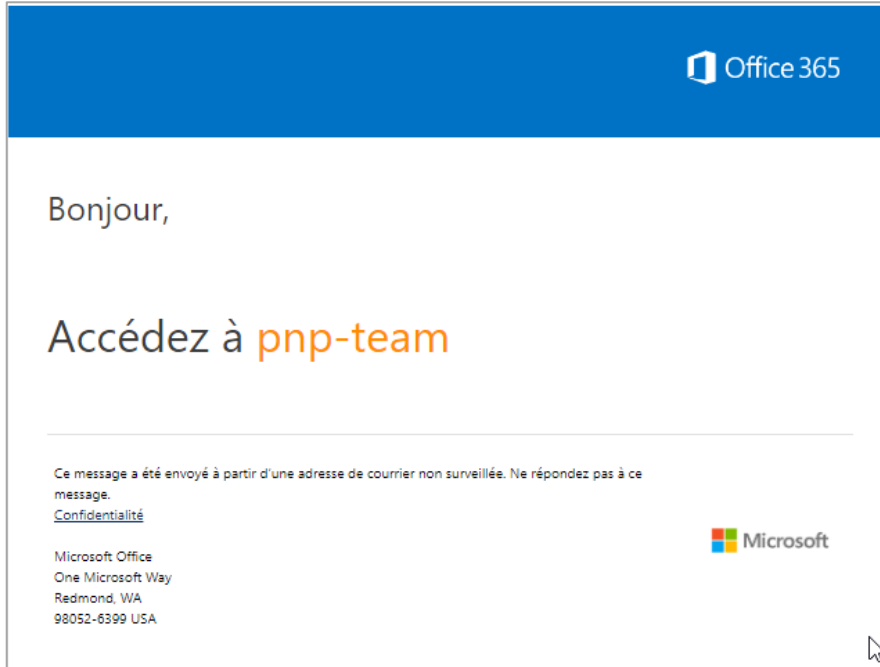 Office 365
Bonjour,
Accédez à pnp-team
Ce message a été envoyé à partir d'une adresse de courrier non surveillée. Ne répondez pas à ce
message.
Confidentialité
Microsoft
Microsoft Office
One Microsoft Way
Redmond, WA
98052-6399 USA